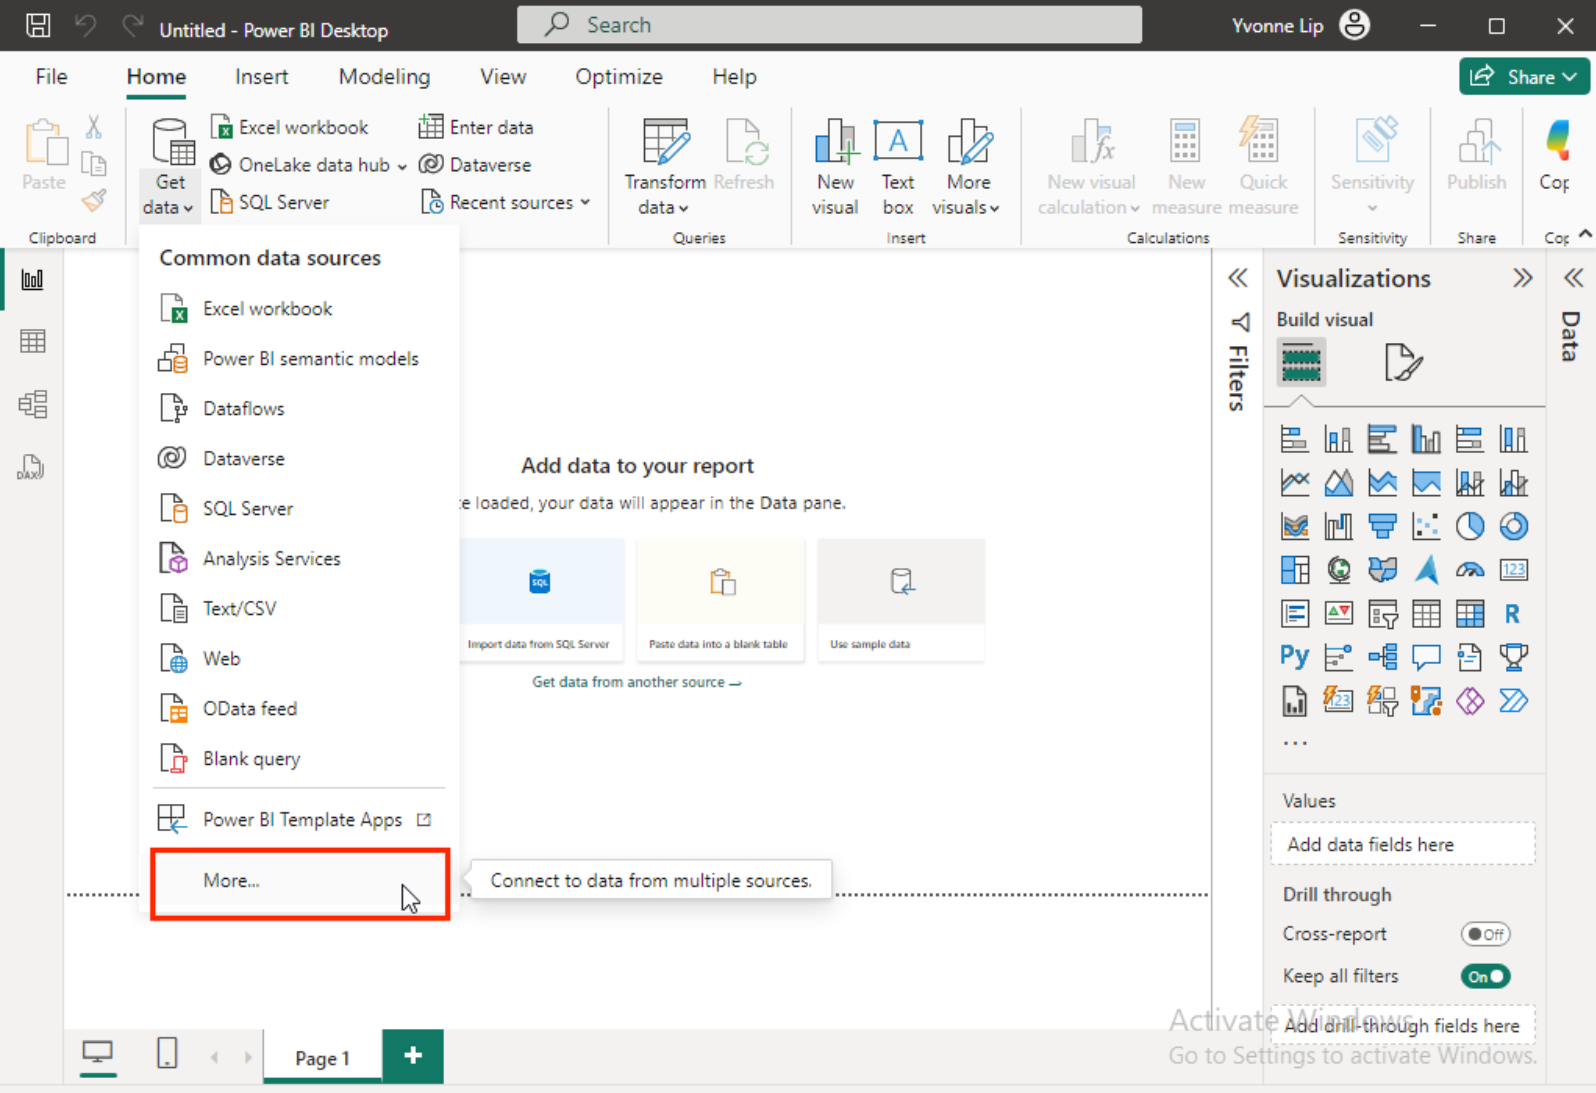 Untitled - Power BI Desktop
Search
Yvonne Lip
File
Home
Insert
Modeling
View
Optimize
Help
Share
Paste
Clipboard
Get
data
Excel workbook
OneLake data hub
SQL Server
Enter data
Dataverse
Recent sources
Transform
data
Refresh
Queries
New
visual
Text
box
More
visuals
Insert
New visual
calculation
New
measure
Quick
measure
Calculations
Sensitivity
Sensitivity
Publish
Share
Cop
Cop
Common data sources
Excel workbook
Power BI semantic models
Dataflows
Dataverse
SQL Server
Analysis Services
Text/CSV
Web
OData feed
Blank query
Power BI Template Apps
More...
Connect to data from multiple sources.
DAX
Add data to your report
loaded, your data will appear in the Data pane.
SQL
Import data from SQL Server
Paste data into a blank table
Use sample data
Get data from another source
Filters
Visualizations
Build visual
123
R
Py
123
...
Values
Add data fields here
Drill through
Cross-report
Off
Keep all filters
On
Add drill-through fields here
Data
Activate Windows
Go to Settings to activate Windows.
Page 1